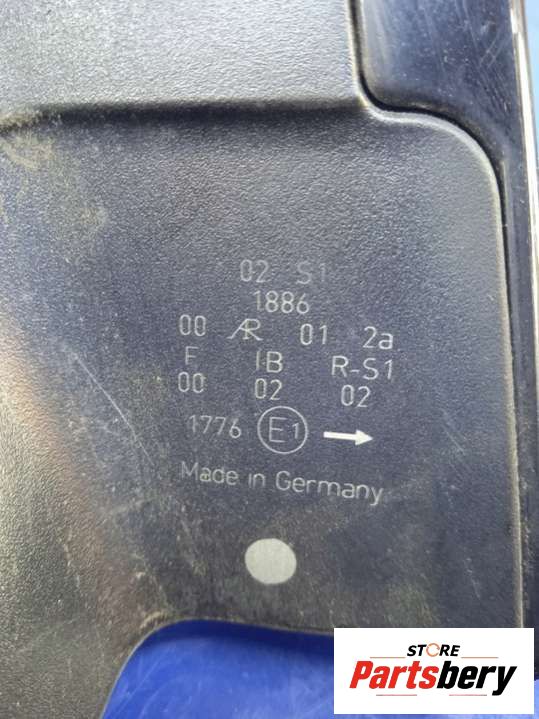 02 S1
1886
00 AR 01 2a
F IB R-S1
00 02 02
1776 E1 →
Made in Germany
STORE
Partsbery